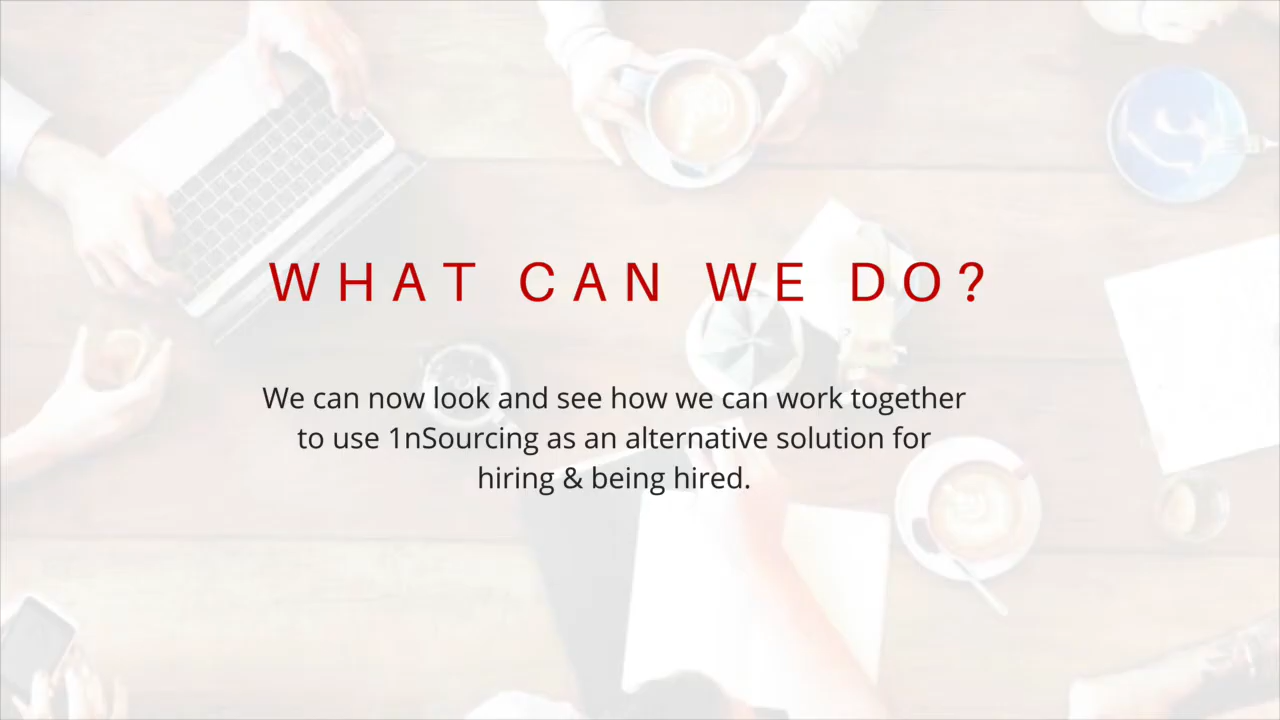 WHAT CAN WE DO?
We can now look and see how we can work together
to use 1nSourcing as an alternative solution for
hiring & being hired.